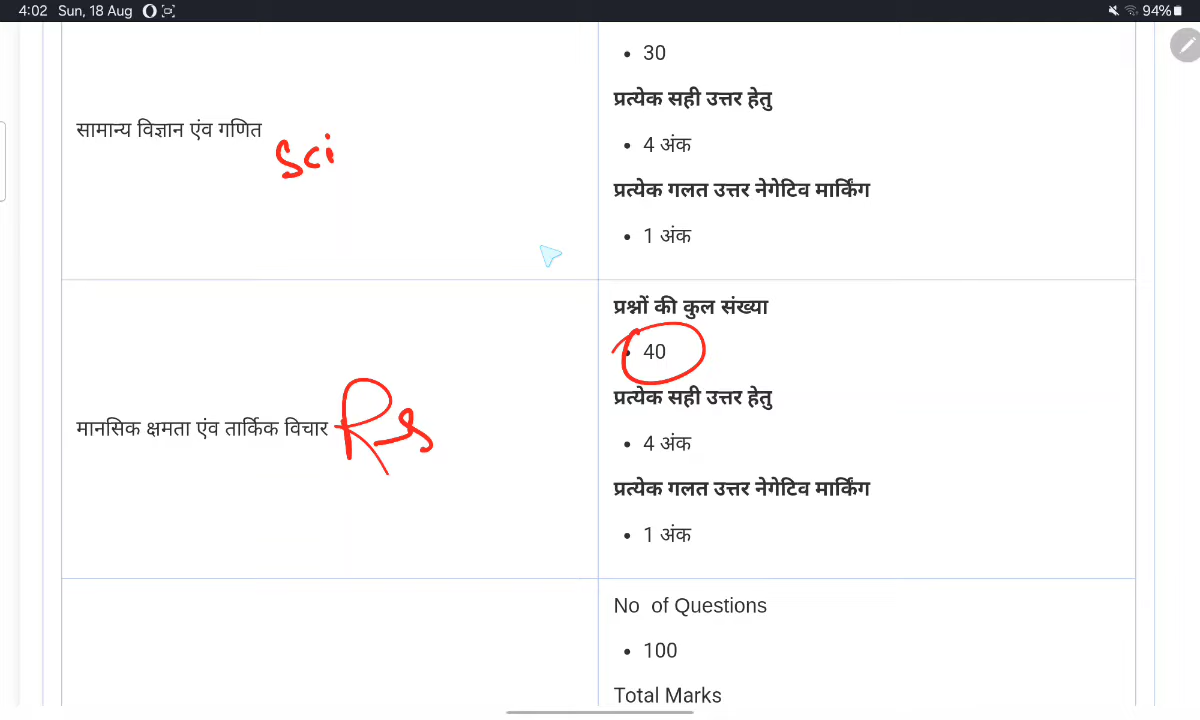 4:02 Sun, 18 Aug 94%
30
प्रत्येक सही उत्तर हेतु
सामान्य विज्ञान एंव गणित
Sci
4 अंक
प्रत्येक गलत उत्तर नेगेटिव मार्किंग
1 अंक
प्रश्नों की कुल संख्या
40
प्रत्येक सही उत्तर हेतु
मानसिक क्षमता एंव तार्किक विचार
4 अंक
प्रत्येक गलत उत्तर नेगेटिव मार्किंग
1 अंक
No of Questions
100
Total Marks